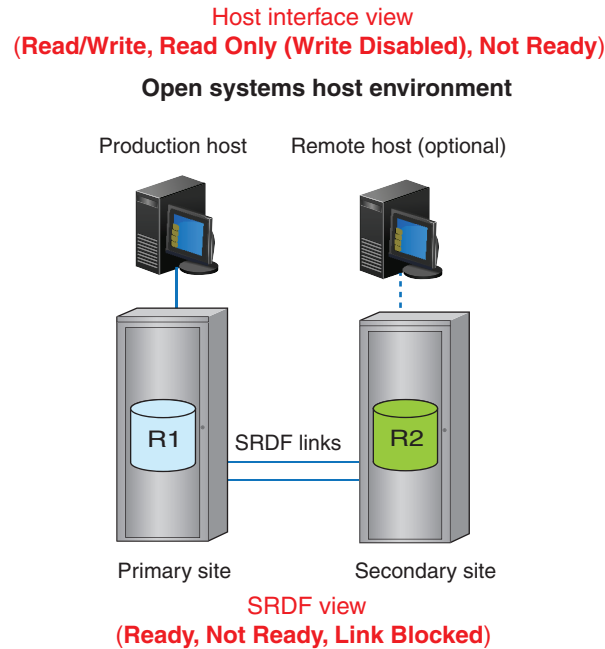 Host interface view
(Read/Write, Read Only (Write Disabled), Not Ready)
Open systems host environment
Production host
Remote host (optional)
R1
SRDF links
R2
Primary site
Secondary site
SRDF view
(Ready, Not Ready, Link Blocked)